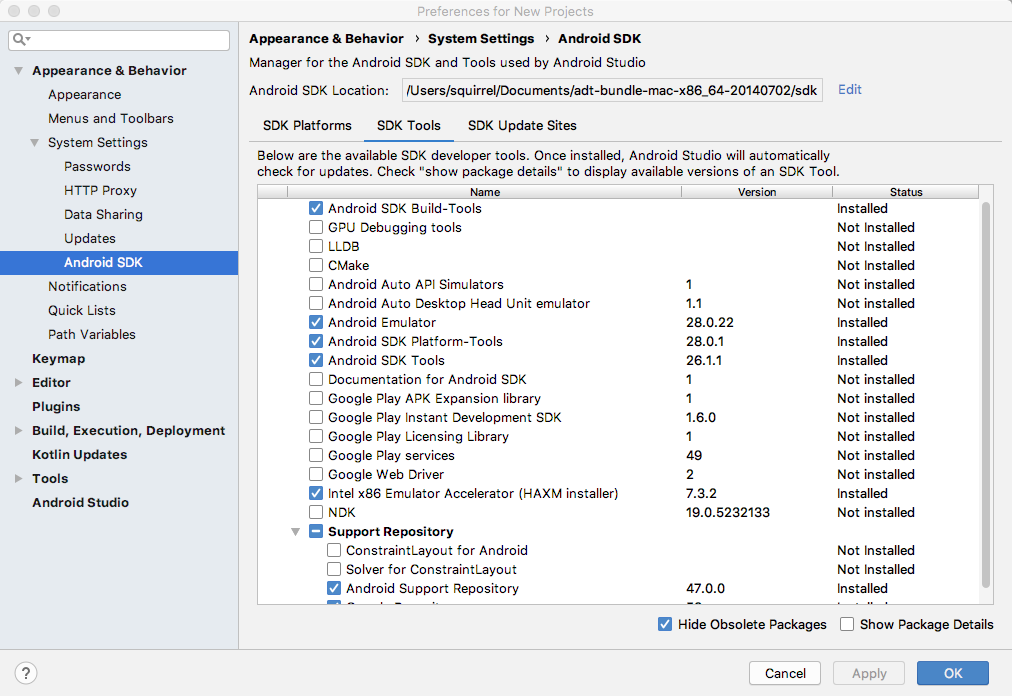 Preferences for New Projects
Appearance & Behavior
Appearance
Menus and Toolbars
System Settings
Passwords
HTTP Proxy
Data Sharing
Updates
Android SDK
Notifications
Quick Lists
Path Variables
Keymap
Editor
Plugins
Build, Execution, Deployment
Kotlin Updates
Tools
Android Studio
Appearance & Behavior › System Settings › Android SDK
Manager for the Android SDK and Tools used by Android Studio
Android SDK Location: /Users/squirrel/Documents/adt-bundle-mac-x86_64-20140702/sdk Edit
SDK Platforms SDK Tools SDK Update Sites
Below are the available SDK developer tools. Once installed, Android Studio will automatically
check for updates. Check "show package details" to display available versions of an SDK Tool.
Name Version Status
Android SDK Build-Tools Installed
GPU Debugging tools Not Installed
LLDB Not Installed
CMake Not Installed
Android Auto API Simulators 1 Not installed
Android Auto Desktop Head Unit emulator 1.1 Not installed
Android Emulator 28.0.22 Installed
Android SDK Platform-Tools 28.0.1 Installed
Android SDK Tools 26.1.1 Installed
Documentation for Android SDK 1 Not installed
Google Play APK Expansion library 1 Not installed
Google Play Instant Development SDK 1.6.0 Not installed
Google Play Licensing Library 1 Not installed
Google Play services 49 Not installed
Google Web Driver 2 Not installed
Intel x86 Emulator Accelerator (HAXM installer) 7.3.2 Installed
NDK 19.0.5232133 Not installed
Support Repository
ConstraintLayout for Android Not Installed
Solver for ConstraintLayout Not Installed
Android Support Repository 47.0.0 Installed
Hide Obsolete Packages Show Package Details
? Cancel Apply OK